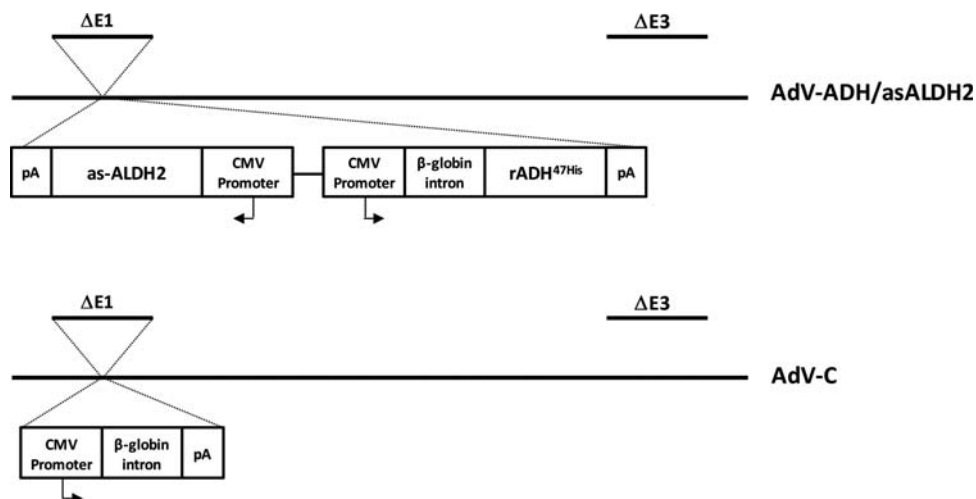 ΔE1
ΔE3
AdV-ADH/asALDH2
pA
as-ALDH2
CMV
Promoter
CMV
Promoter
β-globin
intron
rADH47His
pA
ΔE1
ΔE3
AdV-C
CMV
Promoter
β-globin
intron
pA